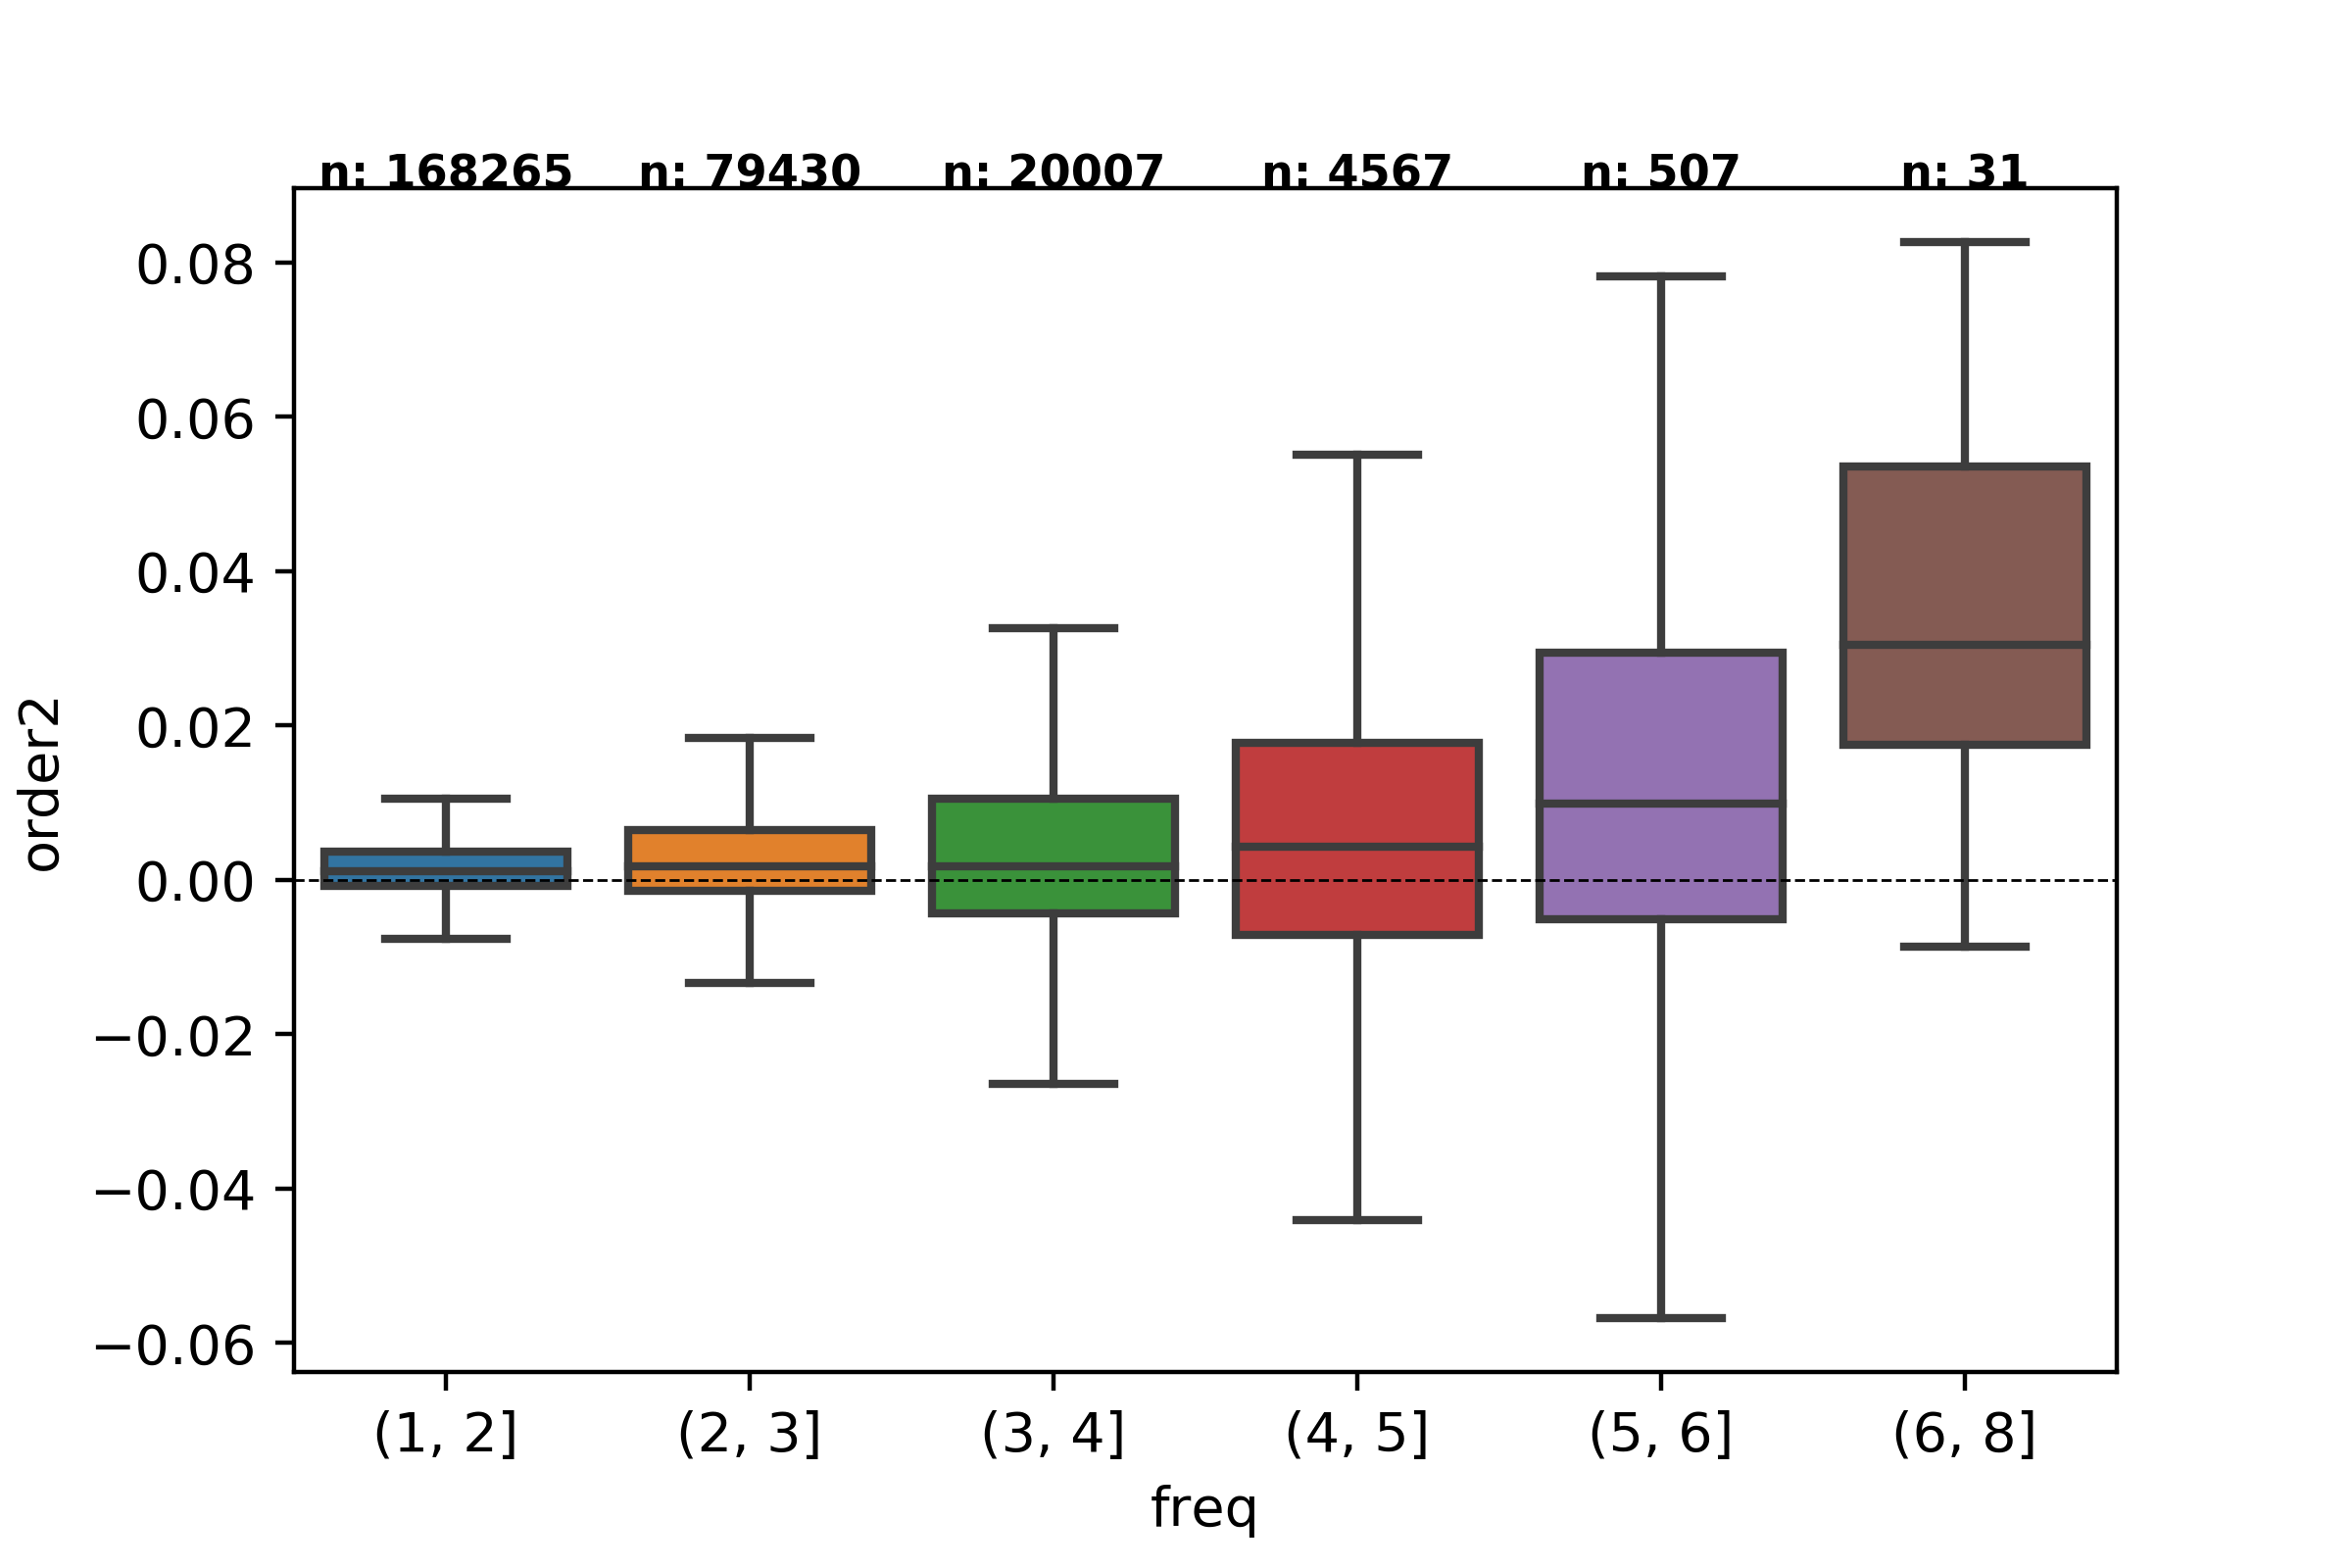 n: 168265 n: 79430 n: 20007 n: 4567 n: 507 n: 31
0.08
0.06
0.04
0.02
0.00
−0.02
−0.04
−0.06
order2
(1, 2] (2, 3] (3, 4] (4, 5] (5, 6] (6, 8]
freq